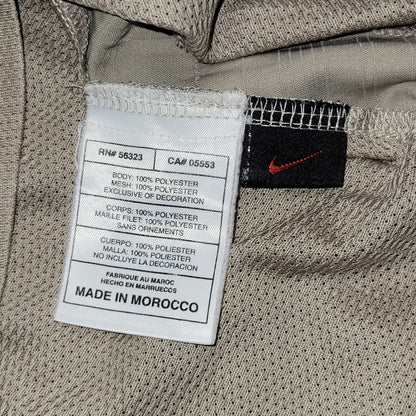 RN# 56323 CA# 05553
BODY: 100% POLYESTER
MESH: 100% POLYESTER
EXCLUSIVE OF DECORATION
CORPS: 100% POLYESTER
MAILLE FILET: 100% POLYESTER
SANS ORNEMENTS
CUERPO: 100% POLIESTER
MALLA: 100% POLIESTER
NO INCLUYE LA DECORACION
FABRIQUE AU MAROC
HECHO EN MARRUECOS
MADE IN MOROCCO